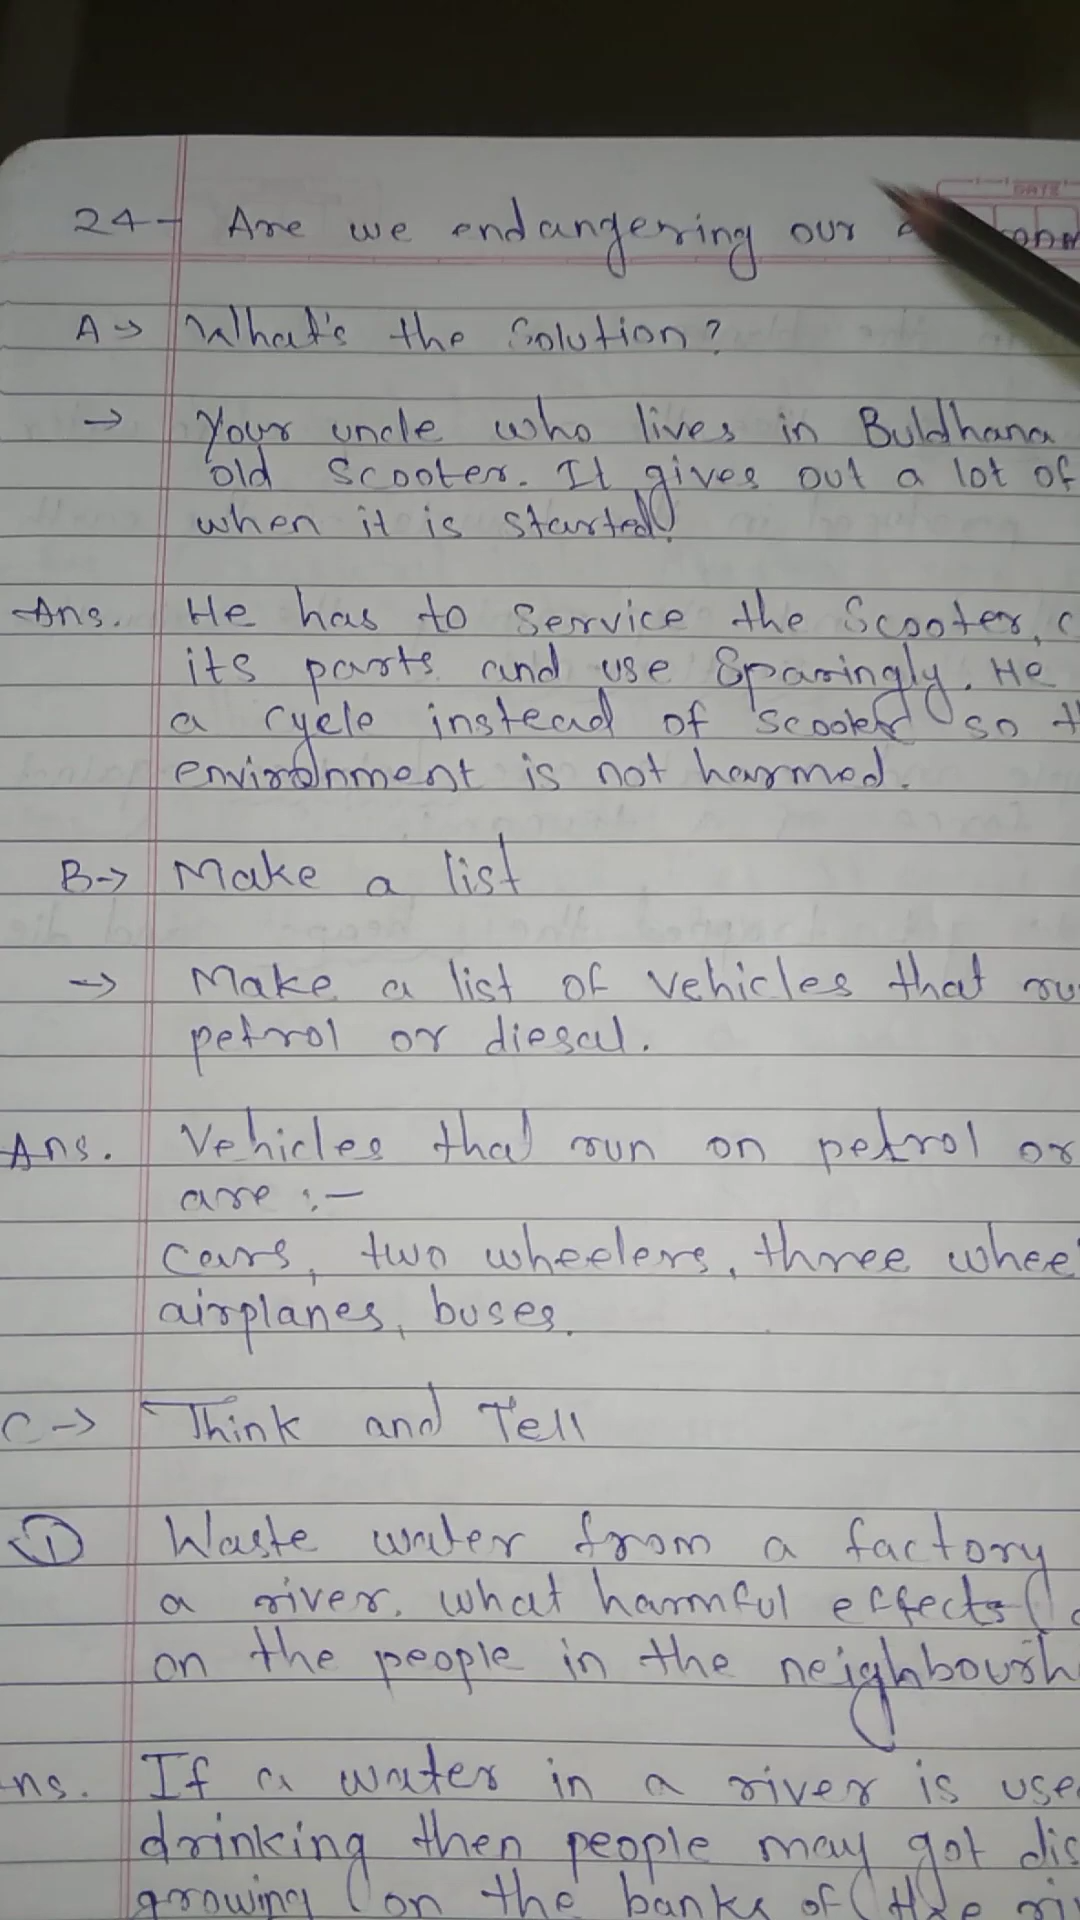 DATE
24- Are we endangering our
A → What's the Solution?
→ Your uncle who lives in Buldhana
old Scooter. It gives out a lot of
when it is started.
Ans. He has to Service the Scooter, c
its parts and use Sparingly. He
a cycle instead of scooter so th
environment is not harmed.
B → Make a list
→ Make a list of vehicles that ru
petrol or diesal.
Ans. Vehicles that run on petrol or
are :-
Cars, two wheelers, three whee
airplanes, buses.
C → Think and Tell
① Waste water from a factory
a river. what harmful effects
on the people in the neighbourh
ns. If a water in a river is use
drinking then people may got dis
growing on the banks of the ri